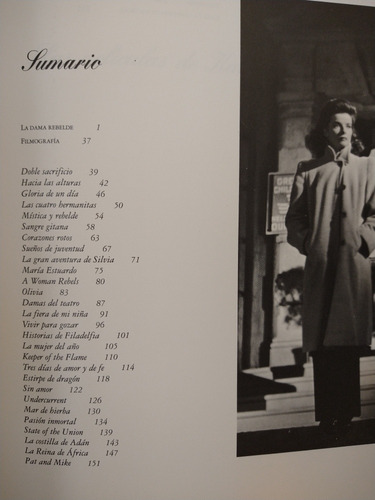 Sumario
LA DAMA REBELDE 1
FILMOGRAFÍA 37
Doble sacrificio 39
Hacia las alturas 42
Gloria de un día 46
Las cuatro hermanitas 50
Mística y rebelde 54
Sangre gitana 58
Corazones rotos 63
Sueños de juventud 67
La gran aventura de Silvia 71
María Estuardo 75
A Woman Rebels 80
Olivia 83
Damas del teatro 87
La fiera de mi niña 91
Vivir para gozar 96
Historias de Filadelfia 101
La mujer del año 105
Keeper of the Flame 110
Tres días de amor y de fe 114
Estirpe de dragón 118
Sin amor 122
Undercurrent 126
Mar de hierba 130
Pasión inmortal 134
State of the Union 139
La costilla de Adán 143
La Reina de África 147
Pat and Mike 151